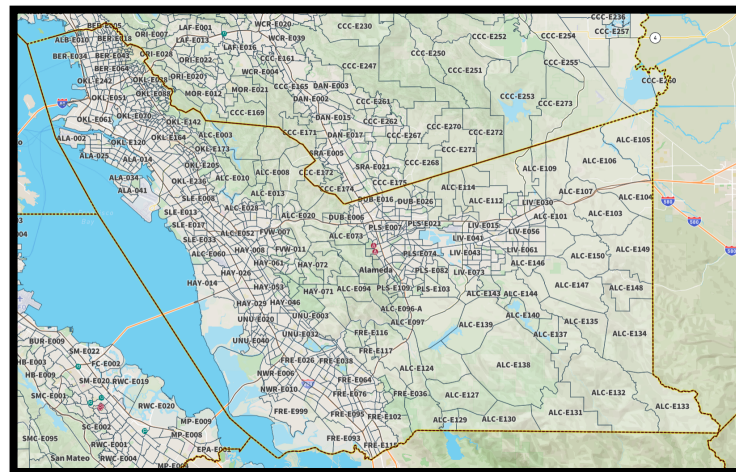 BER-E005
LAF-E001
WCR-E020
CCC-E230
CCC-E236
ORI-E007
CCC-E252
CCC-E254
CCC-E257
ALB-E010
BER-E018
WCR-E039
LAF-E016
4
BER-E034
ORI-E028
CCC-E250
ORI-E022
CCC-E161
CCC-E247
CCC-E255
BER-E064
WCR-E004
CCC-E251
OKL-E242
ORI-E020
CCC-E165
DAN-E003
MOR-E012
MOR-E021
DAN-E002
CCC-E261
CCC-E253
OKL-E051
OKL-E088
CCC-E273
CCC-E169
DAN-E015
OKL-E061
OKL-E070
OKL-E142
CCC-E262
CCC-E270
CCC-E171
DAN-E017
CCC-E267
CCC-E272
ALC-E003
ALA-002
OKL-E120
OKL-E164
OKL-E173
SRA-E005
CCC-E271
ALC-E105
ALA-025
ALA-014
OKL-E205
SRA-E021
CCC-E268
ALC-E106
ALC-E008
CCC-E172
ALC-E109
ALA-034
OKL-E236
ALC-E010
CCC-E174
CCC-E175
ALC-E114
ALC-E107
ALA-041
ALC-E013
DUB-E016
DUB-E026
ALC-E112
LIV-E030
ALC-E104
SLE-E008
580
SLE-E013
ALC-E028
ALC-E020
DUB-E006
ALC-E101
ALC-E103
SLE-E017
PLS-E007
PLS-E021
LIV-E015
580
ALC-E052
FVW-E007
ALC-E073
LIV-E041
LIV-E056
SLE-E033
ALC-E060
HAY-008
FVW-E011
PLS-E074
LIV-E043
LIV-E061
ALC-E149
ALC-E150
HAY-061
HAY-072
Alameda
PLS-E082
LIV-E073
ALC-E146
HAY-026
HAY-014
HAY-053
HAY-071
ALC-E094
PLS-E109
PLS-E103
ALC-E143
ALC-E144
ALC-E147
ALC-E148
HAY-029
HAY-046
ALC-E096-A
ALC-E140
UNU-E020
UNU-E003
ALC-E097
ALC-E139
ALC-E135
UNU-E032
FRE-E116
ALC-E137
ALC-E134
BUR-E009
UNU-E040
SM-E022
FRE-E117
HB-E003
FC-E002
FRE-E026
FRE-E038
ALC-E124
ALC-E138
HB-E009
SM-E020
RWC-E019
NWR-E006
FRE-E064
SMC-E001
NWR-E010
FRE-E076
FRE-E036
ALC-E127
ALC-E132
RWC-E020
FRE-E999
FRE-E095
FRE-E102
ALC-E131
ALC-E133
MP-E009
ALC-E129
ALC-E130
SC-E002
MP-E008
SMC-E095
RWC-E001
EPA-E001
FRE-E093
FRE-E115
San Mateo
RWC-E004